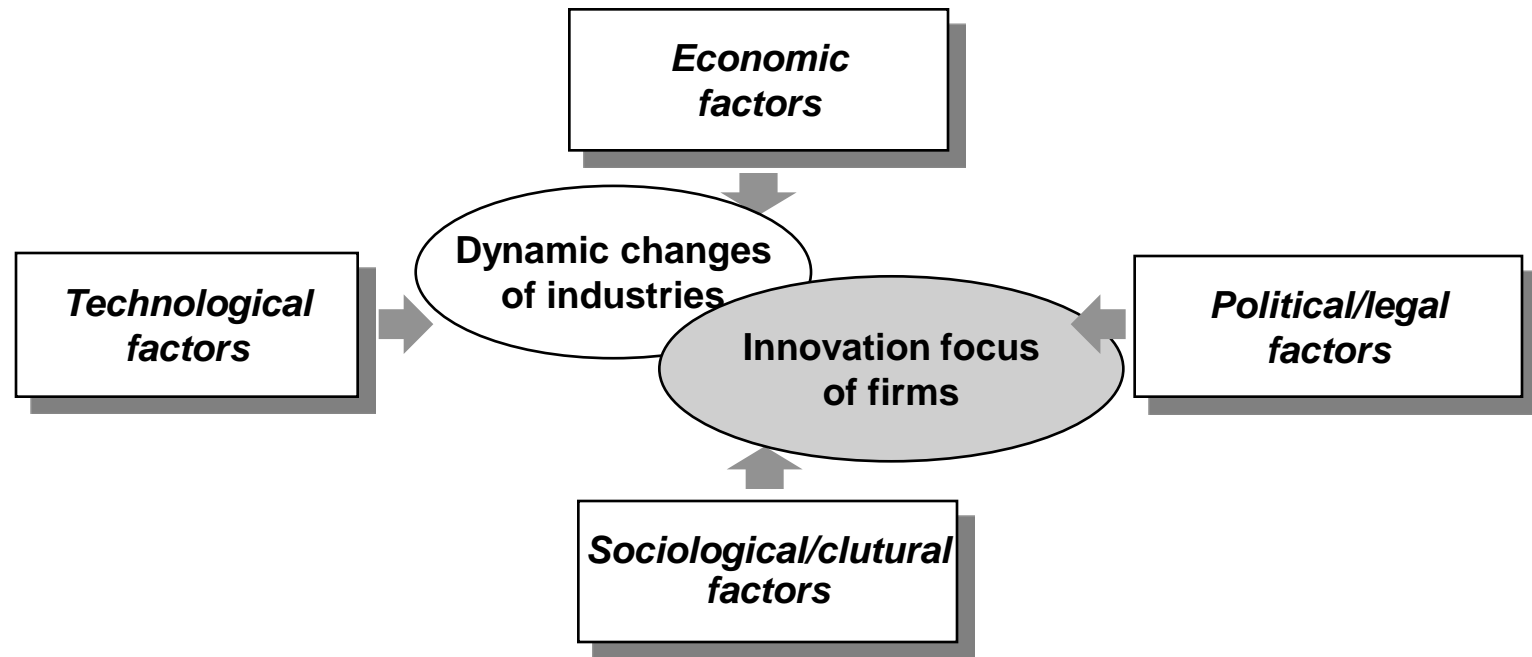 Economic
factors
Dynamic changes
of industries
Technological
factors
Innovation focus
of firms
Political/legal
factors
Sociological/clutural
factors